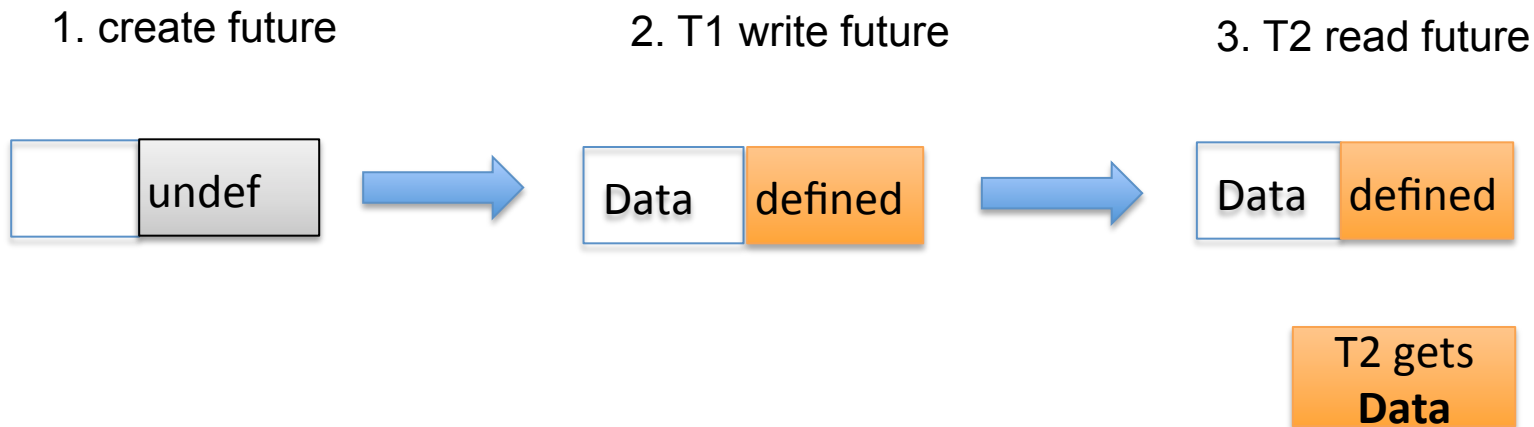 1. create future
2. T1 write future
3. T2 read future
undef
Data
defined
Data
defined
T2 gets
Data